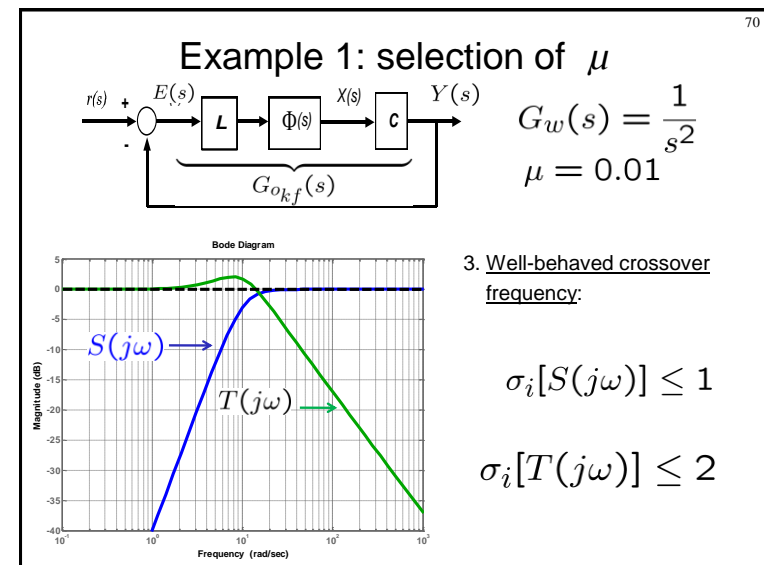 70
Example 1: selection of μ
r(s) + E(s) L Φ(s) X(s) C Y(s)
-
G_{o_{kf}}(s)
G_w(s) = \frac{1}{s^2}
μ = 0.01
Bode Diagram
Magnitude (dB)
5
0
-5
-10
-15
-20
-25
-30
-35
-40
S(jω)
T(jω)
10^{-1} 10^0 10^1 10^2 10^3
Frequency (rad/sec)
3. Well-behaved crossover
frequency:
σ_i[S(jω)] ≤ 1
σ_i[T(jω)] ≤ 2